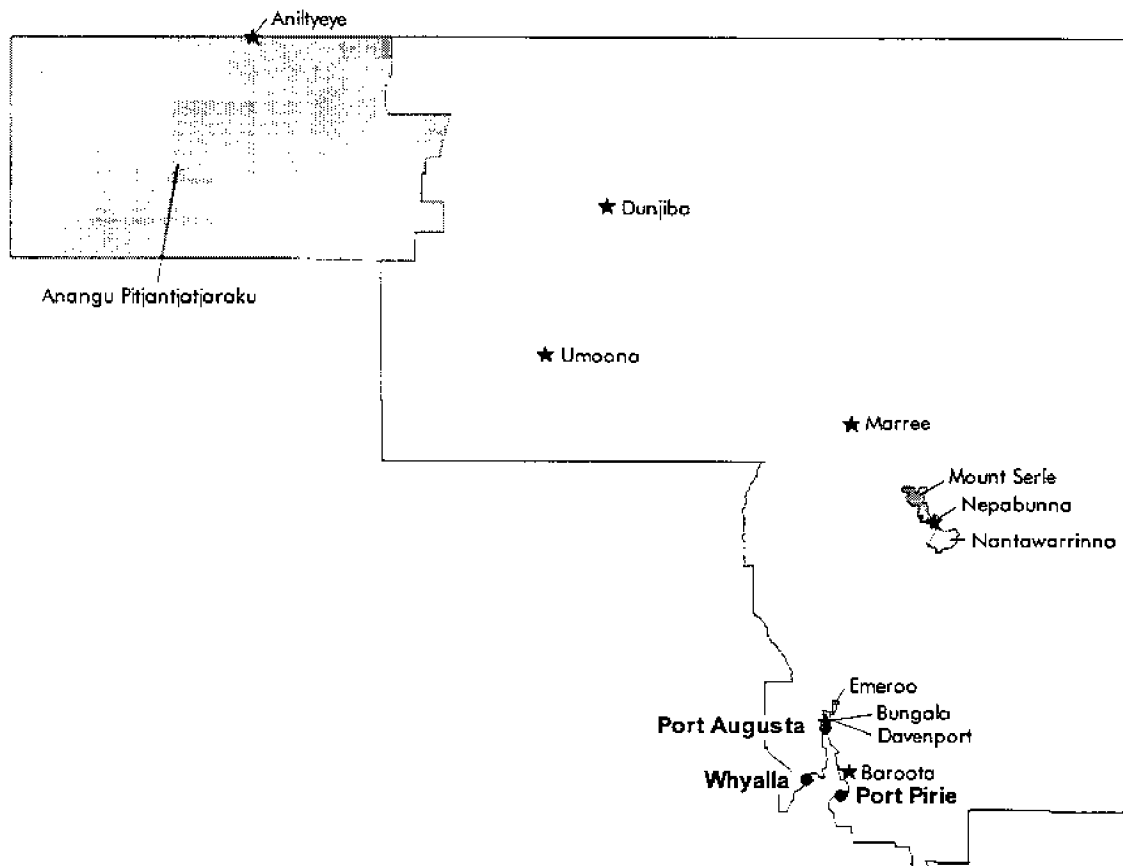 Aniltyeye
Dunjiba
Anangu Pitjantjatjaraku
Umoona
Marree
Mount Serle
Nepabunna
Nantawarrinna
Emeroo
Bungala
Port Augusta
Davenport
Baroota
Whyalla
Port Pirie